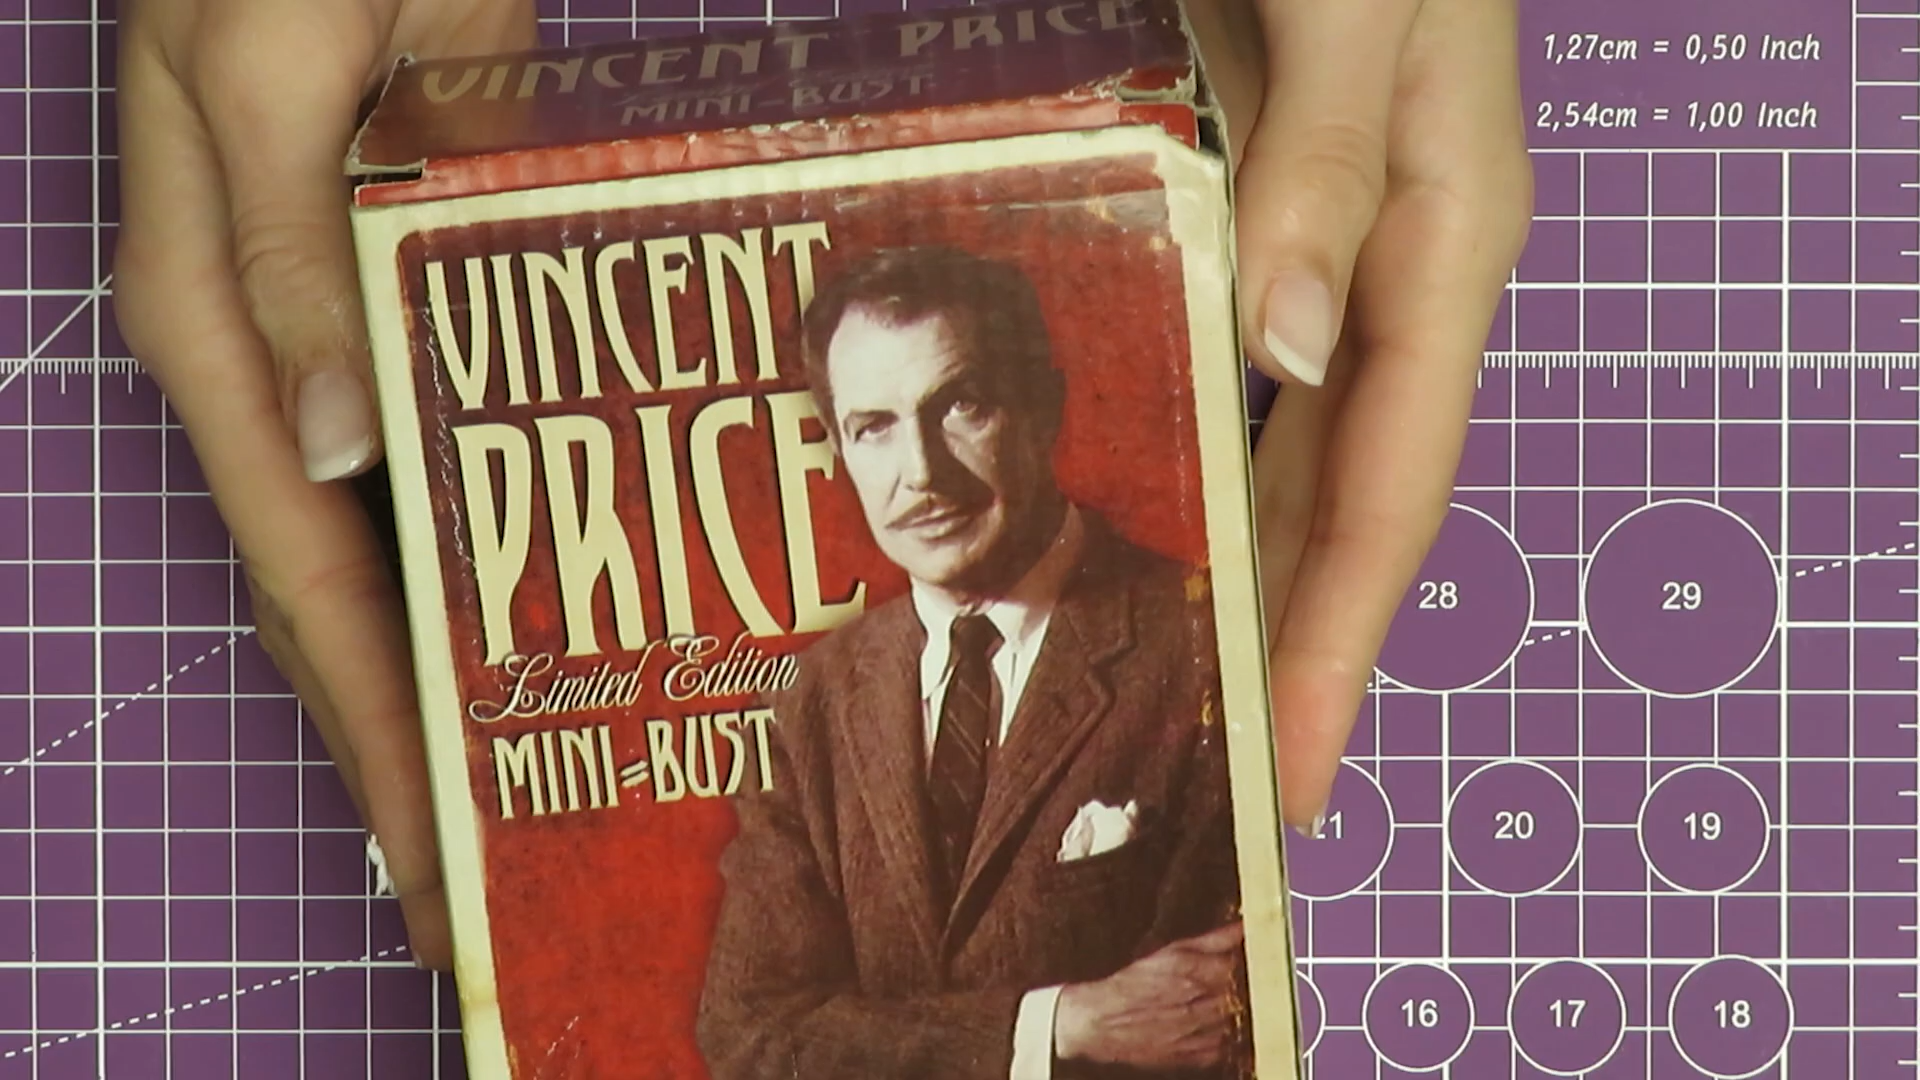 VINCENT PRICE
MINI-BUST
VINCENT
PRICE
Limited Edition
MINI=BUST
1,27cm = 0,50 Inch
2,54cm = 1,00 Inch
28
29
21
20
19
16
17
18